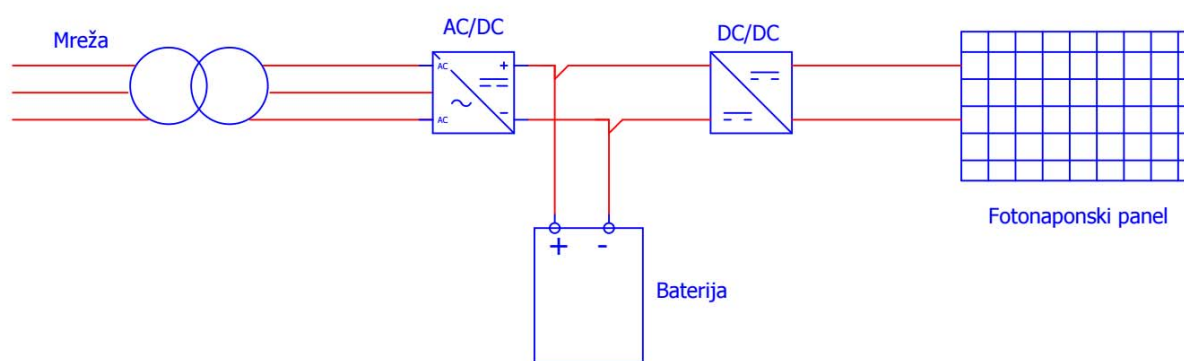 Mreža
AC/DC
DC/DC
AC
+
AC
-
+ -
Baterija
Fotonaponski panel